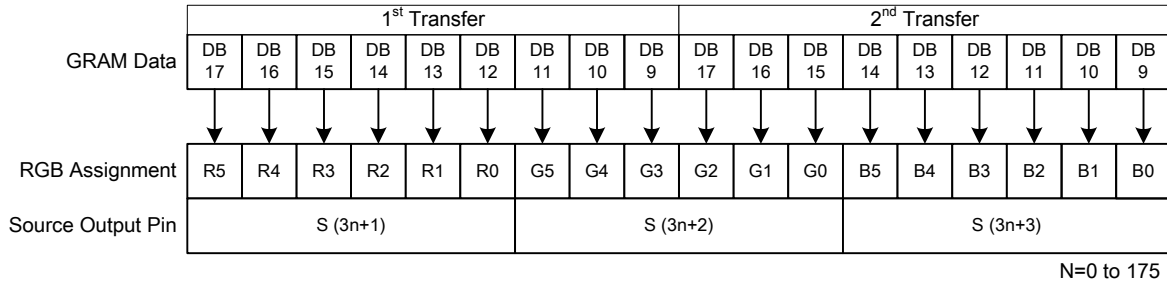 1st Transfer 2nd Transfer
GRAM Data DB 17 DB 16 DB 15 DB 14 DB 13 DB 12 DB 11 DB 10 DB 9 DB 17 DB 16 DB 15 DB 14 DB 13 DB 12 DB 11 DB 10 DB 9
RGB Assignment R5 R4 R3 R2 R1 R0 G5 G4 G3 G2 G1 G0 B5 B4 B3 B2 B1 B0
Source Output Pin S (3n+1) S (3n+2) S (3n+3)
N=0 to 175